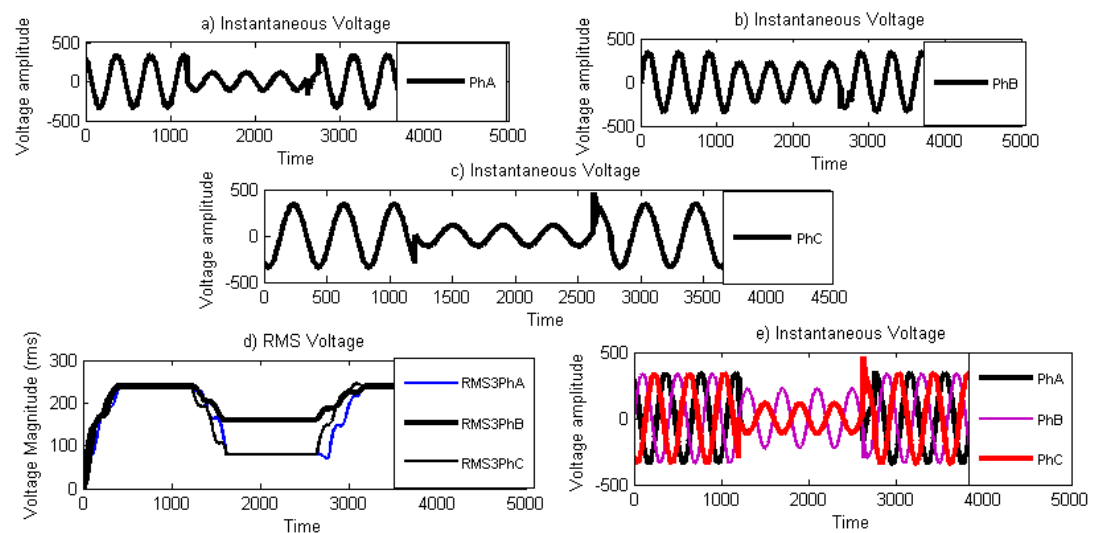 a) Instantaneous Voltage
Voltage amplitude
500
0
-500
0 1000 2000 3000 4000 5000
Time
PhA
b) Instantaneous Voltage
Voltage amplitude
500
0
-500
0 1000 2000 3000 4000 5000
Time
PhB
c) Instantaneous Voltage
Voltage amplitude
500
0
-500
0 500 1000 1500 2000 2500 3000 3500 4000 4500
Time
PhC
d) RMS Voltage
Voltage Magnitude (rms)
300
200
100
0
0 1000 2000 3000 4000 5000
Time
RMS3PhA
RMS3PhB
RMS3PhC
e) Instantaneous Voltage
Voltage amplitude
500
0
-500
0 1000 2000 3000 4000 5000
Time
PhA
PhB
PhC